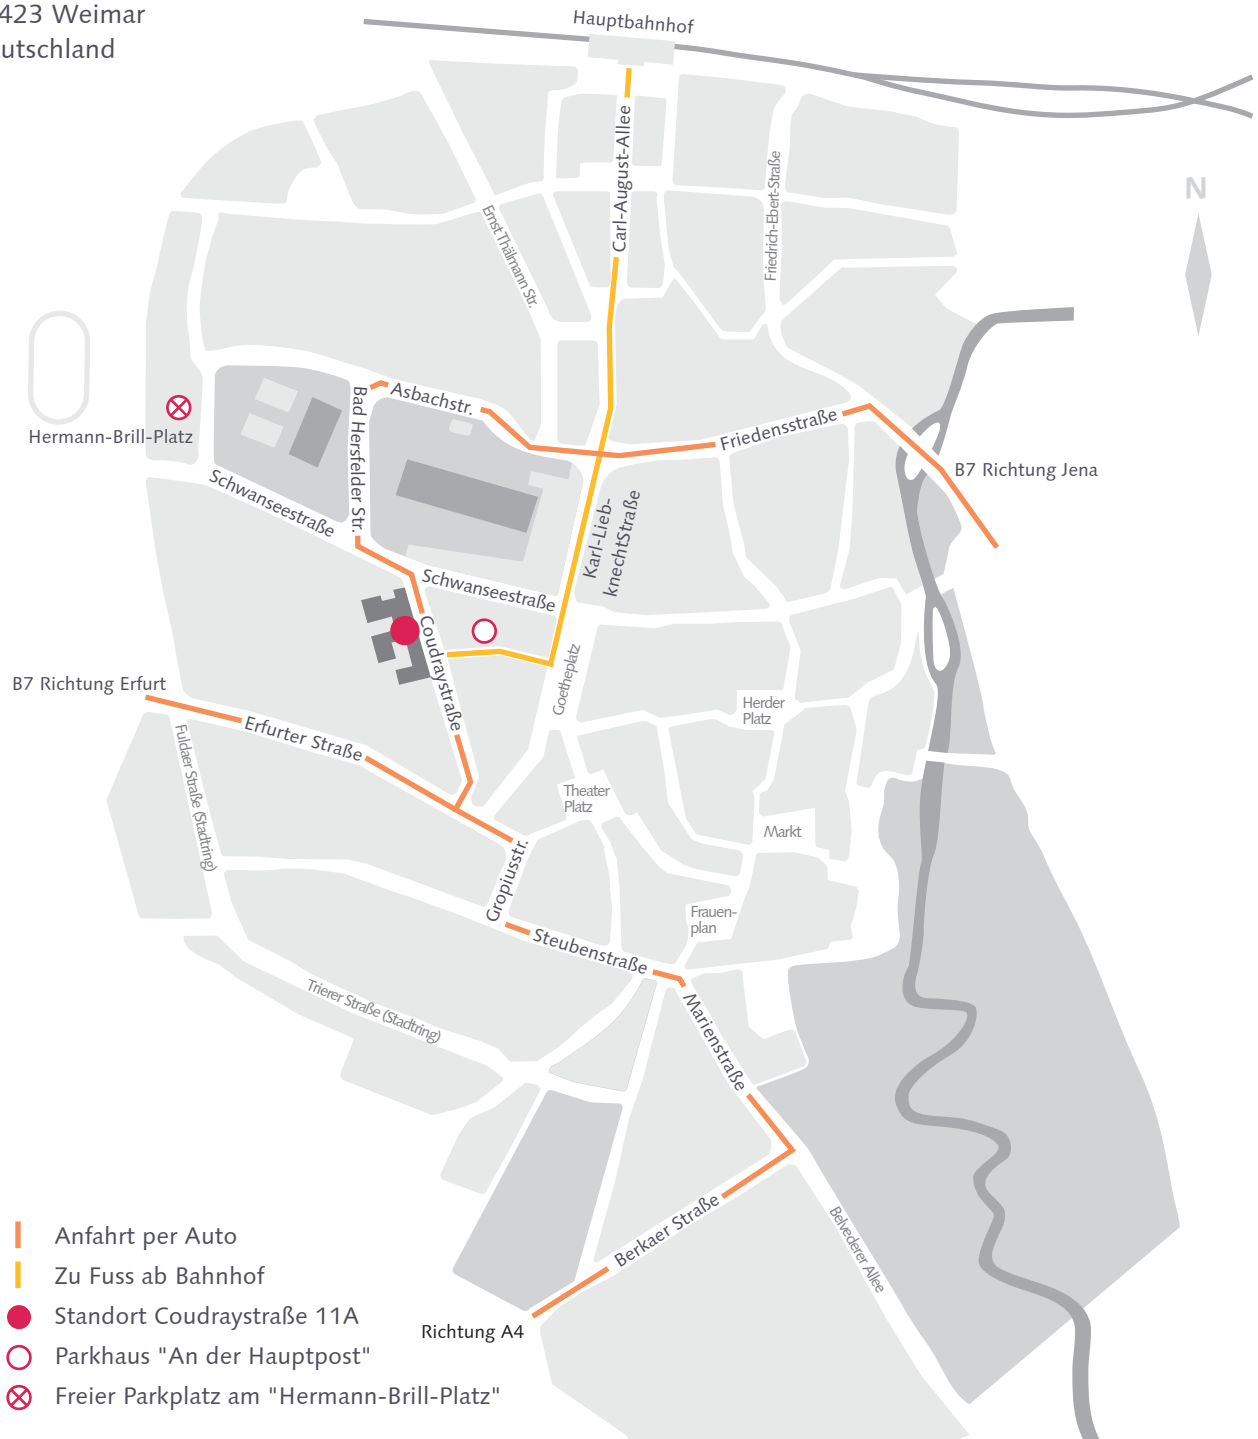 423 Weimar
utschland
Hauptbahnhof
Carl-August-Allee
Friedrich-Ebert-Straße
Ernst Thälmann Str.
N
Asbachstr.
Bad Hersfelder Str.
Friedensstraße
Hermann-Brill-Platz
B7 Richtung Jena
Schwanseestraße
Karl-Lieb-
knechtStraße
Schwanseestraße
Coudraystraße
Goetheplatz
B7 Richtung Erfurt
Erfurter Straße
Herder
Platz
Fuldaer Straße (Stadtring)
Theater
Platz
Markt
Gropiusstr.
Frauen-
plan
Steubenstraße
Trierer Straße (Stadtring)
Marienstraße
Berkaer Straße
Belvederer Allee
Richtung A4
Anfahrt per Auto
Zu Fuss ab Bahnhof
Standort Coudraystraße 11A
Parkhaus "An der Hauptpost"
Freier Parkplatz am "Hermann-Brill-Platz"